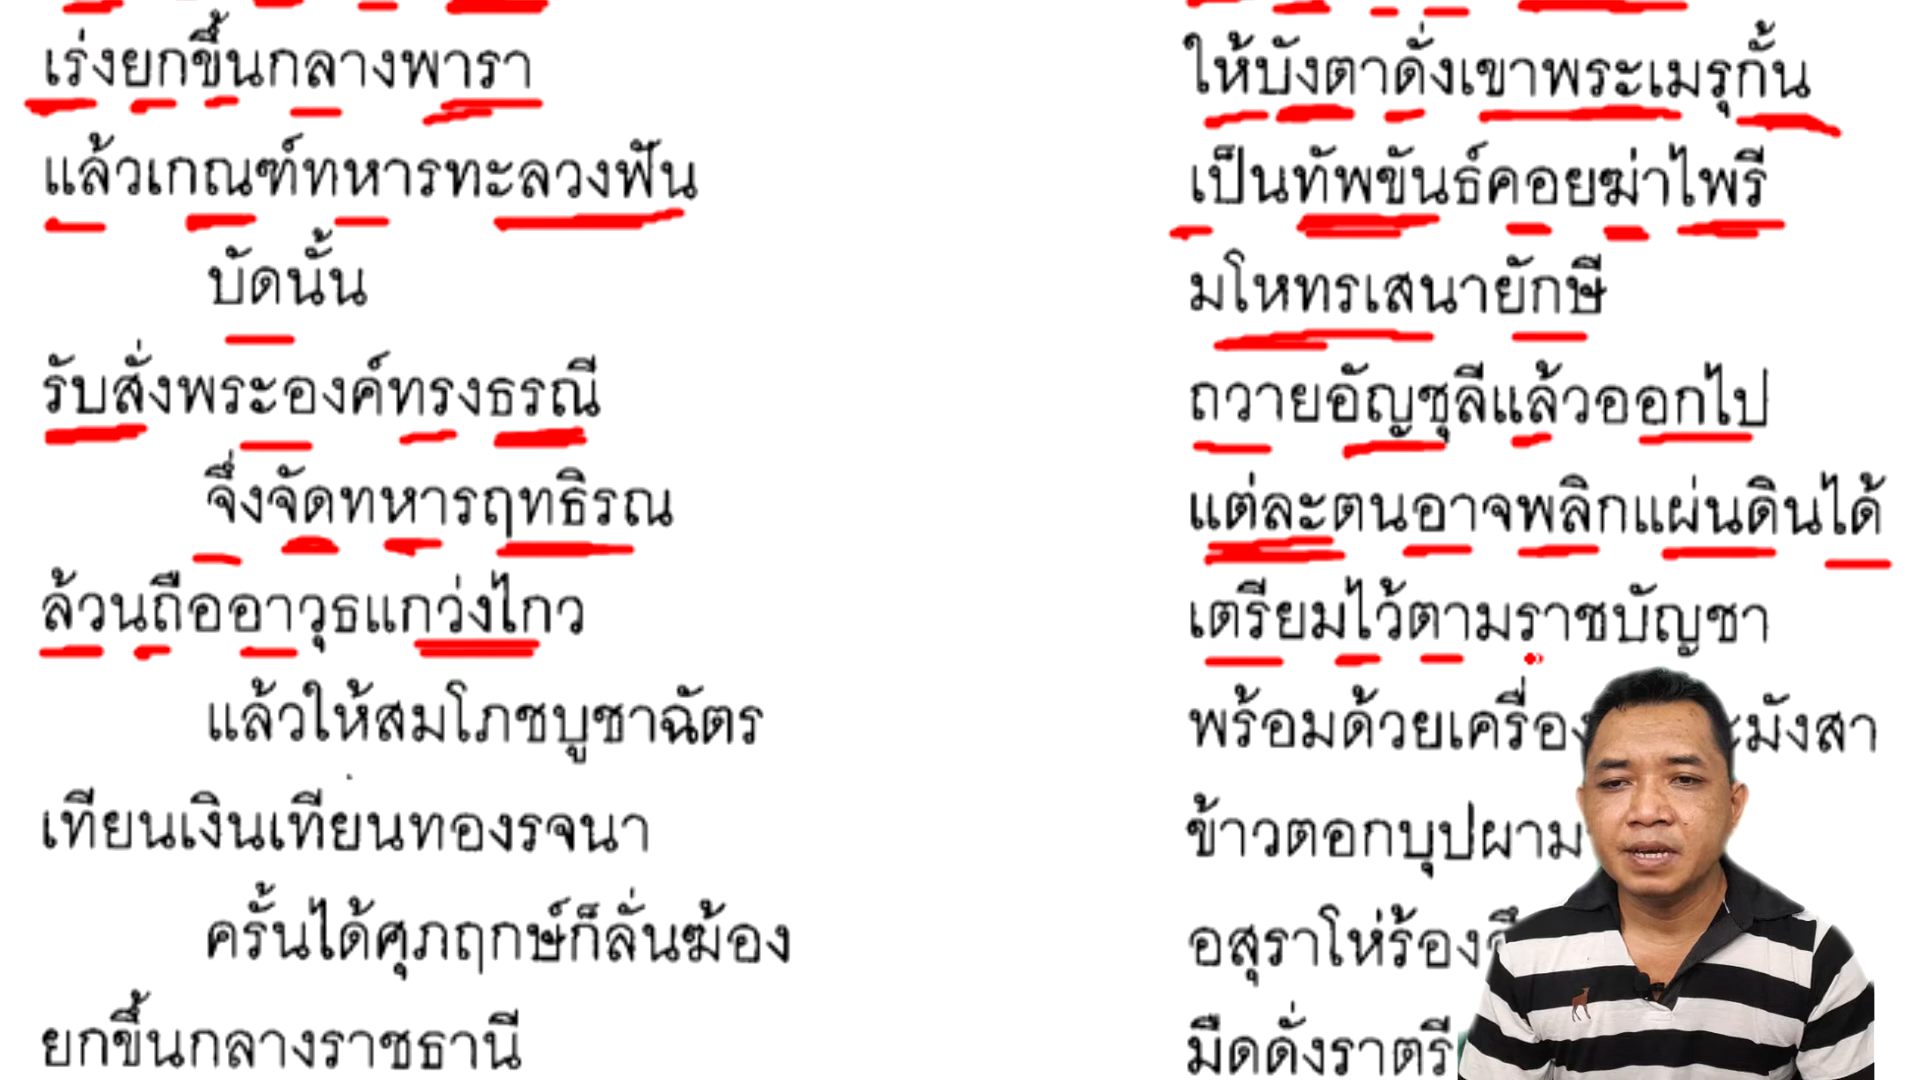 เร่งยกขึ้นกลางพารา
ให้บังตาดั่งเขาพระเมรุกั้น
แล้วเกณฑ์ทหารทะลวงฟัน
เป็นทัพขันธ์คอยฆ่าไพรี
บัดนั้น
มโหทรเสนายักษี
รับสั่งพระองค์ทรงธรณี
ถวายอัญชุลีแล้วออกไป
จึ่งจัดทหารฤทธิรณ
แต่ละตนอาจพลิกแผ่นดินได้
ล้วนถืออาวุธแกว่งไกว
เตรียมไว้ตามราชบัญชา
แล้วให้สมโภชบูชาฉัตร
พร้อมด้วยเครื่อง มังสา
เทียนเงินเทียนทองรจนา
ข้าวตอกบุปผาม
ครั้นได้ศุภฤกษ์ก็ลั่นฆ้อง
อสุราโห่ร้อง
ยกขึ้นกลางราชธานี
มืดดั่งราตรี